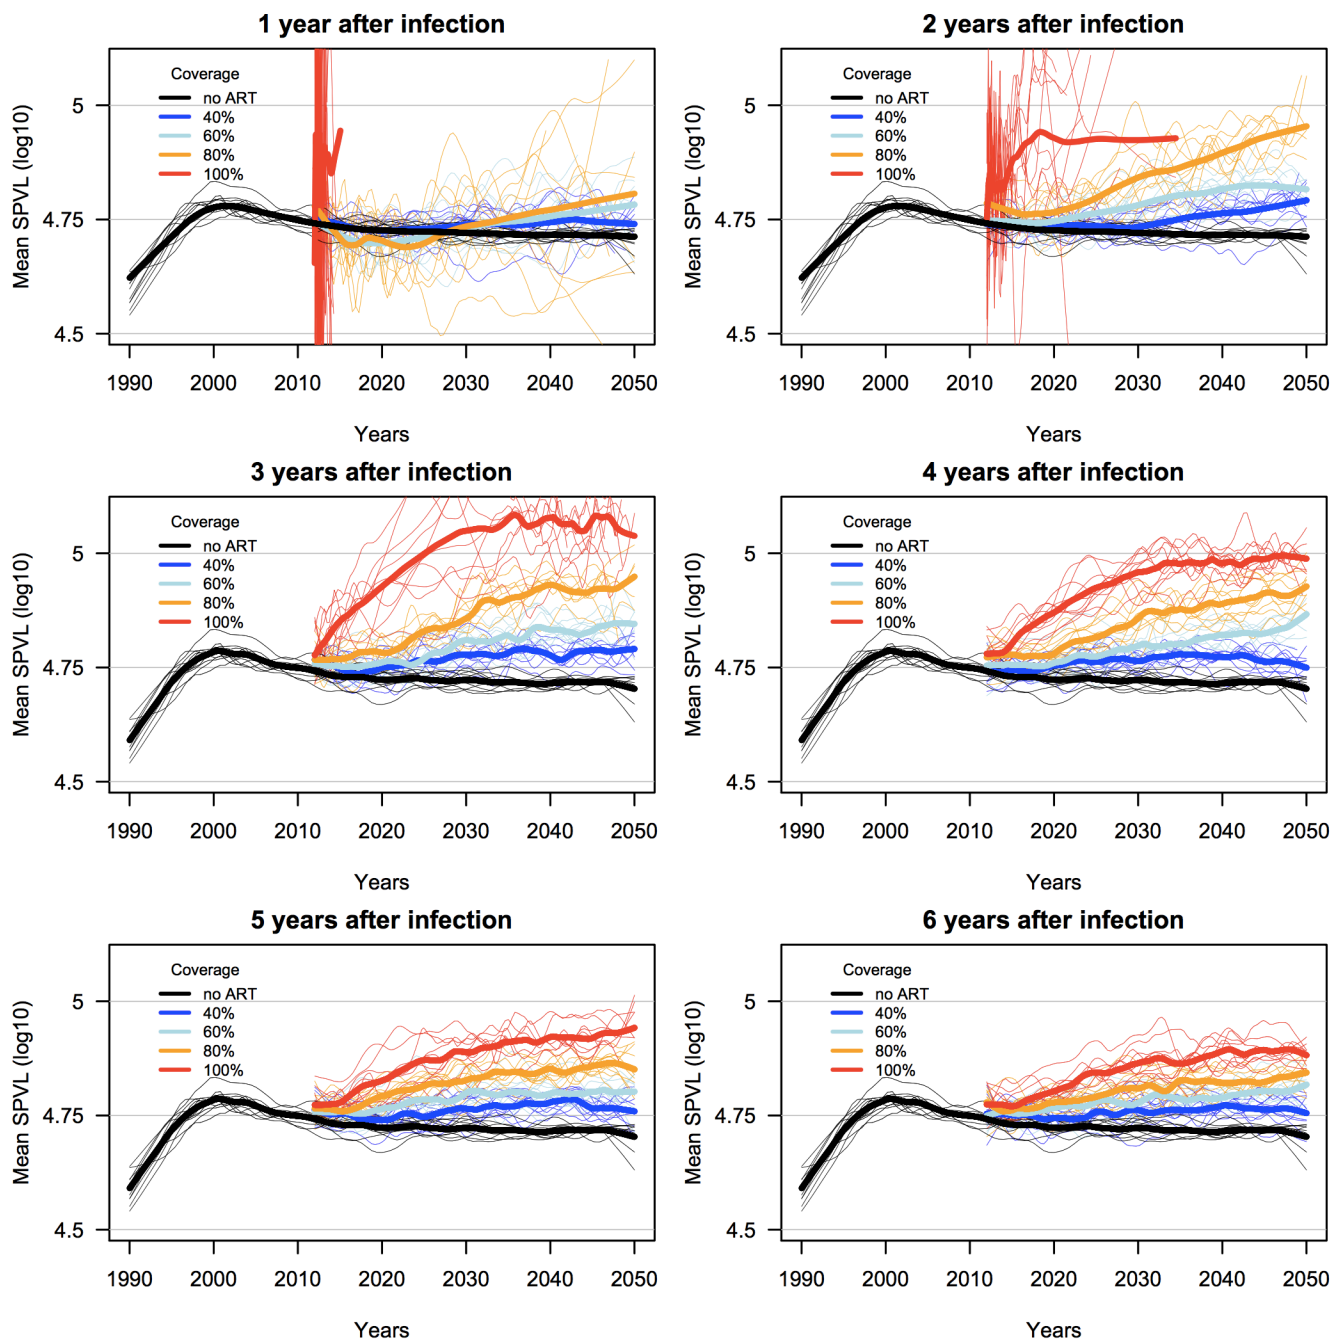 1 year after infection
Mean SPVL (log10)
5
4.75
4.5
Coverage
no ART
40%
60%
80%
100%
1990 2000 2010 2020 2030 2040 2050
Years
2 years after infection
Mean SPVL (log10)
5
4.75
4.5
Coverage
no ART
40%
60%
80%
100%
1990 2000 2010 2020 2030 2040 2050
Years
3 years after infection
Mean SPVL (log10)
5
4.75
4.5
Coverage
no ART
40%
60%
80%
100%
1990 2000 2010 2020 2030 2040 2050
Years
4 years after infection
Mean SPVL (log10)
5
4.75
4.5
Coverage
no ART
40%
60%
80%
100%
1990 2000 2010 2020 2030 2040 2050
Years
5 years after infection
Mean SPVL (log10)
5
4.75
4.5
Coverage
no ART
40%
60%
80%
100%
1990 2000 2010 2020 2030 2040 2050
Years
6 years after infection
Mean SPVL (log10)
5
4.75
4.5
Coverage
no ART
40%
60%
80%
100%
1990 2000 2010 2020 2030 2040 2050
Years